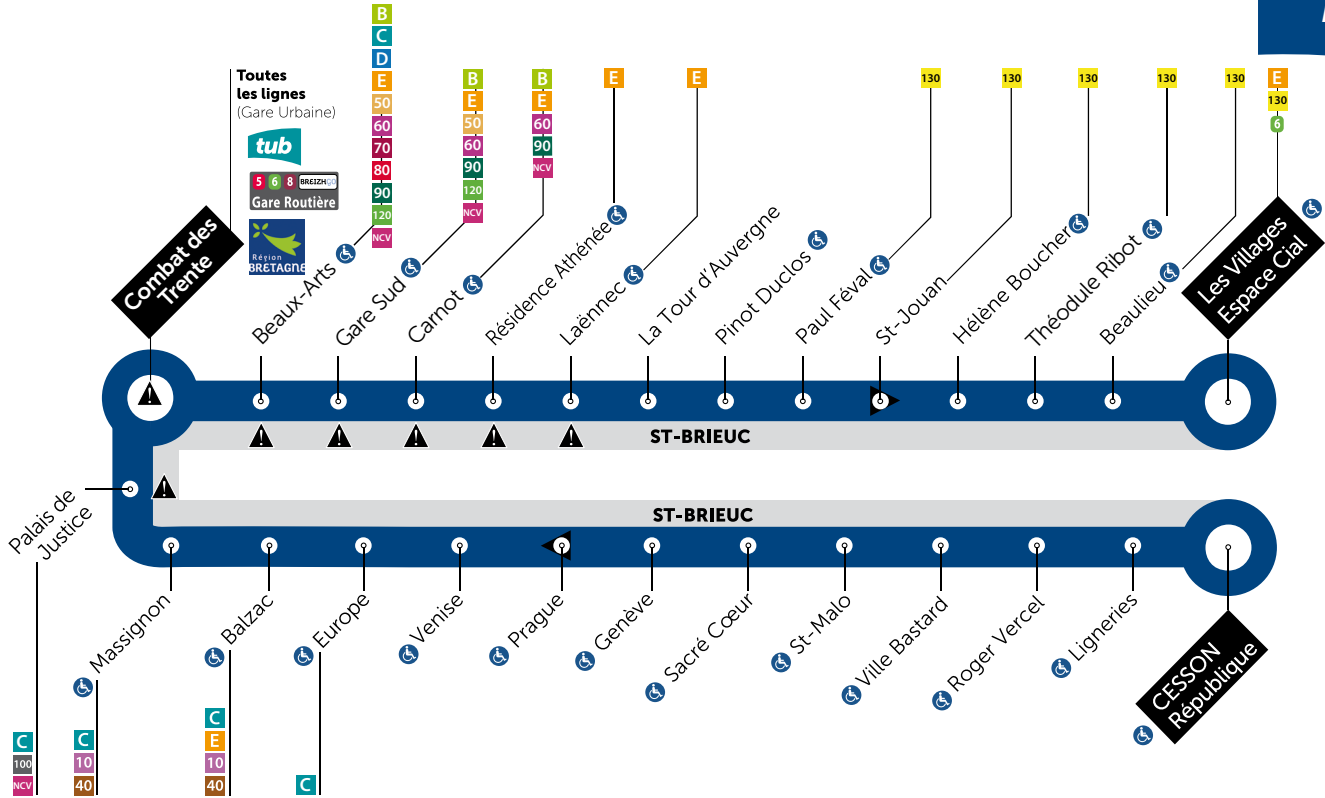 Toutes
les lignes
(Gare Urbaine)
tub
5 6 8 BREIZHGO
Gare Routière
Région
BRETAGNE
B
C
D
E
50
60
70
80
90
120
NCV
B
E
50
60
90
120
NCV
B
E
60
90
NCV
E
E
130
130
130
130
130
E
130
6
Combat des
Trente
Beaux-Arts
Gare Sud
Carnot
Résidence Athénée
Laënnec
La Tour d'Auvergne
Pinot Duclos
Paul Féval
St-Jouan
Hélène Boucher
Théodule Ribot
Beaulieu
Les Villages
Espace Cial
ST-BRIEUC
ST-BRIEUC
Palais de
Justice
Massignon
Balzac
Europe
Venise
Prague
Genève
Sacré Cœur
St-Malo
Ville Bastard
Roger Vercel
Ligneries
CESSON
République
C
100
NCV
C
10
40
C
E
10
40
C